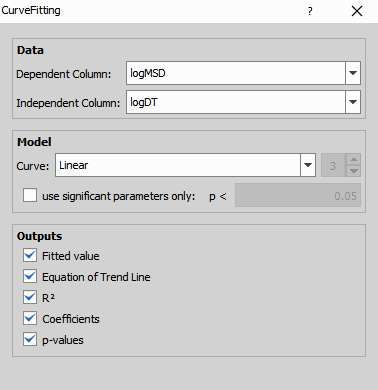 CurveFitting ?
Data
Dependent Column: logMSD
Independent Column: logDT
Model
Curve: Linear 3
use significant parameters only: p < 0.05
Outputs
Fitted value
Equation of Trend Line
R²
Coefficients
p-values